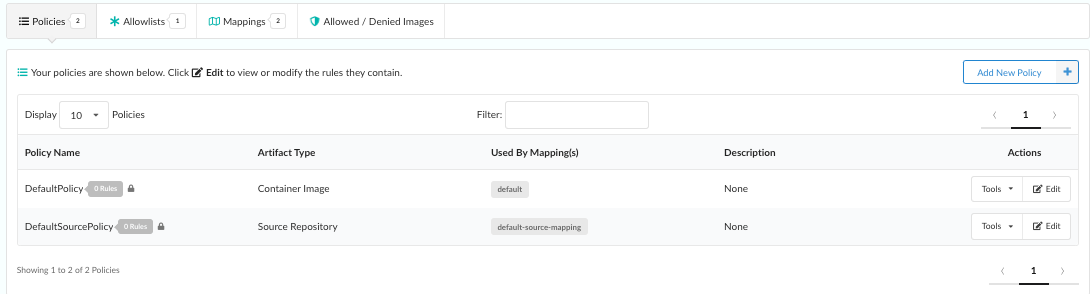 Policies 2 Allowlists 1 Mappings 2 Allowed / Denied Images
Your policies are shown below. Click Edit to view or modify the rules they contain. Add New Policy +
Display 10 Policies Filter: 1
Policy Name Artifact Type Used By Mapping(s) Description Actions
DefaultPolicy 0 Rules Container Image default None Tools Edit
DefaultSourcePolicy 0 Rules Source Repository default-source-mapping None Tools Edit
Showing 1 to 2 of 2 Policies 1